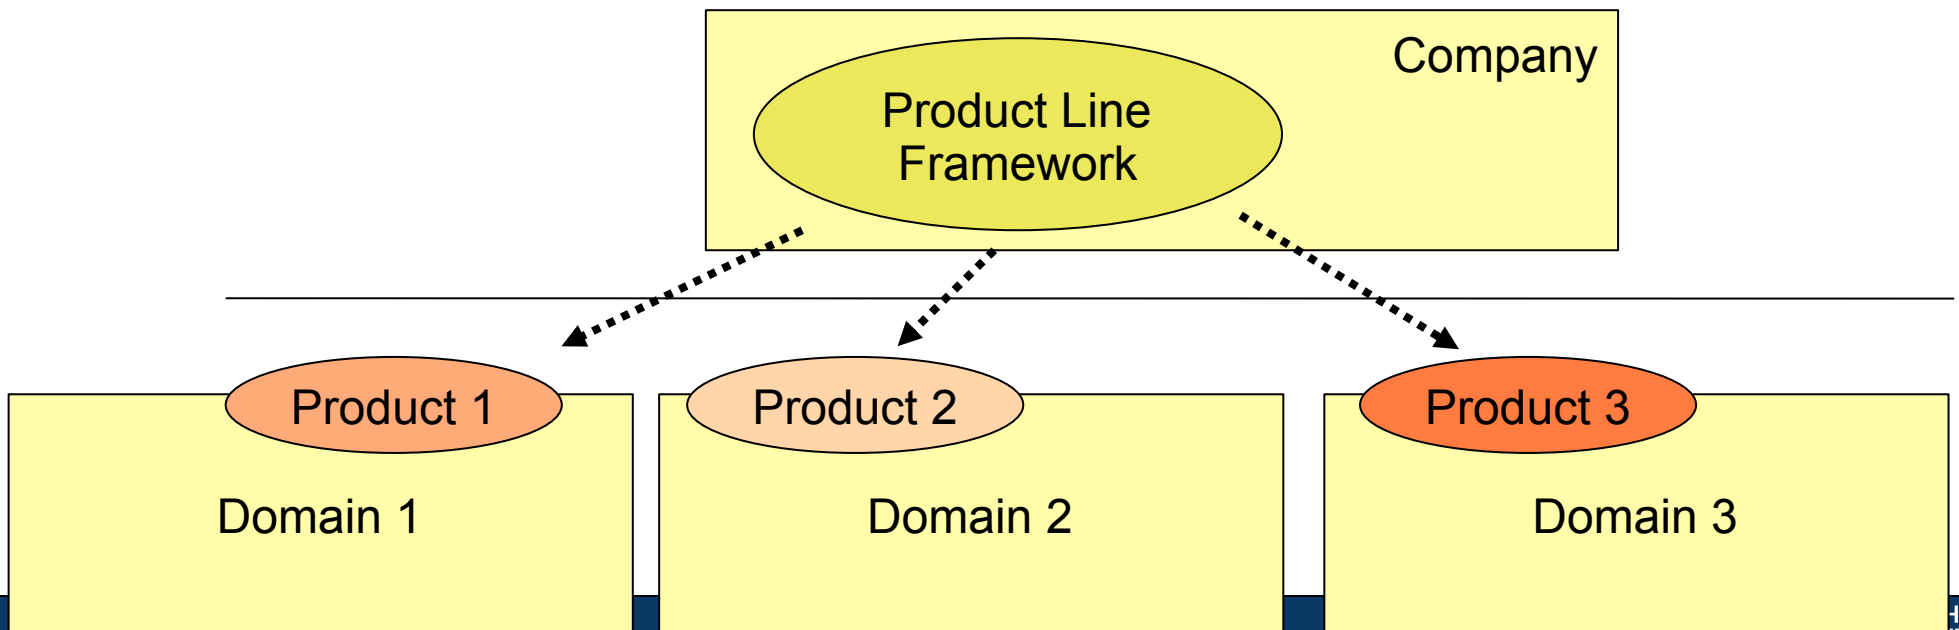 Company
Product Line
Framework
Product 1
Product 2
Product 3
Domain 1
Domain 2
Domain 3